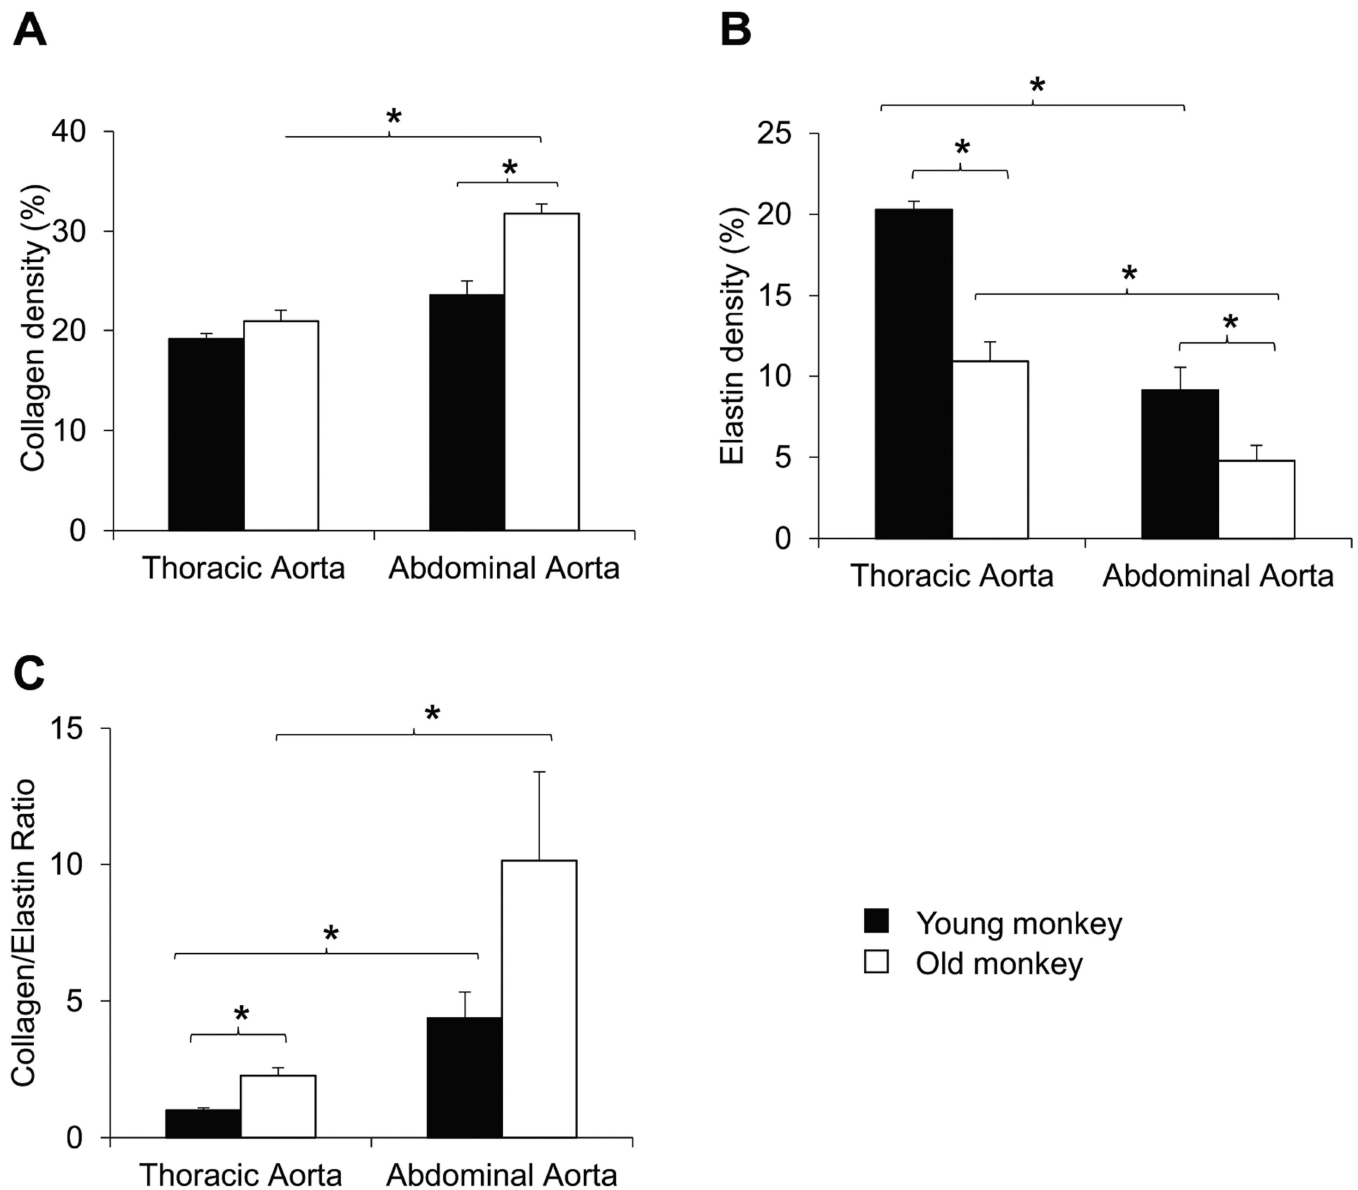 A
*
*
40
30
20
10
0
Collagen density (%)
Thoracic Aorta
Abdominal Aorta
B
*
*
*
*
25
20
15
10
5
0
Elastin density (%)
Thoracic Aorta
Abdominal Aorta
C
*
*
*
15
10
5
0
Collagen/Elastin Ratio
Thoracic Aorta
Abdominal Aorta
Young monkey
Old monkey